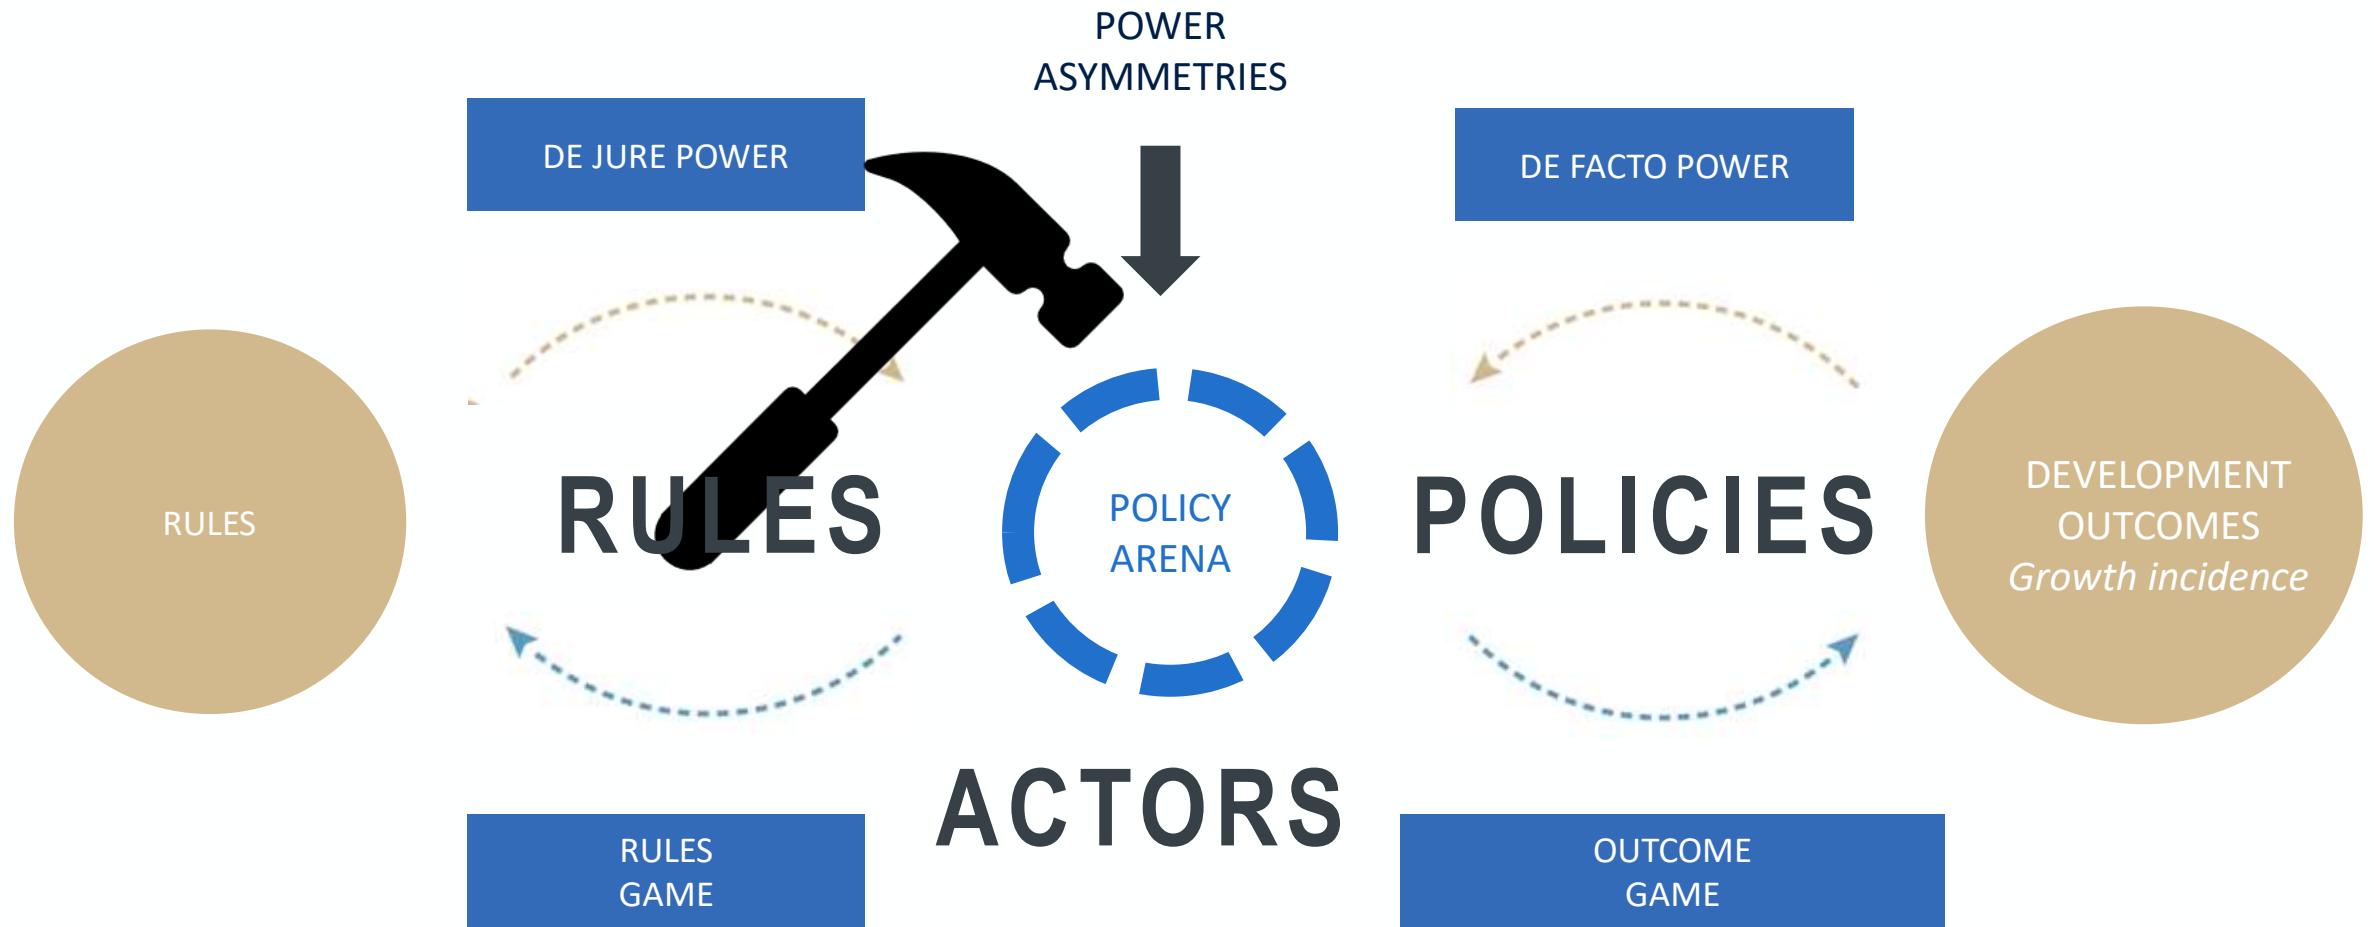 POWER
ASYMMETRIES
DE JURE POWER
DE FACTO POWER
RULES
RULES
POLICY
ARENA
POLICIES
DEVELOPMENT
OUTCOMES
Growth incidence
ACTORS
RULES
GAME
OUTCOME
GAME